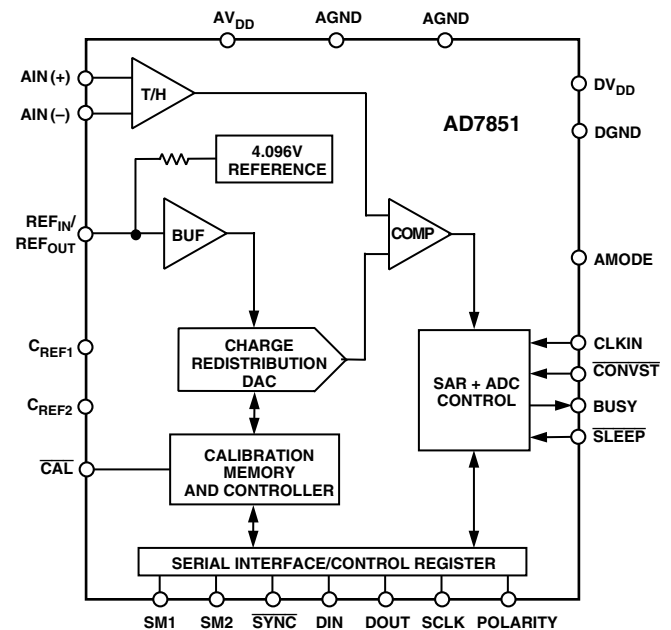 AVDD AGND AGND
AIN (+)
AIN (–)
T/H
DVDD
AD7851
DGND
4.096V
REFERENCE
REFIN/
REFOUT
BUF
COMP
AMODE
CREF1
CHARGE
REDISTRIBUTION
DAC
CLKIN
CONVST
SAR + ADC
CONTROL
BUSY
CREF2
SLEEP
CAL
CALIBRATION
MEMORY
AND CONTROLLER
SERIAL INTERFACE/CONTROL REGISTER
SM1 SM2 SYNC DIN DOUT SCLK POLARITY